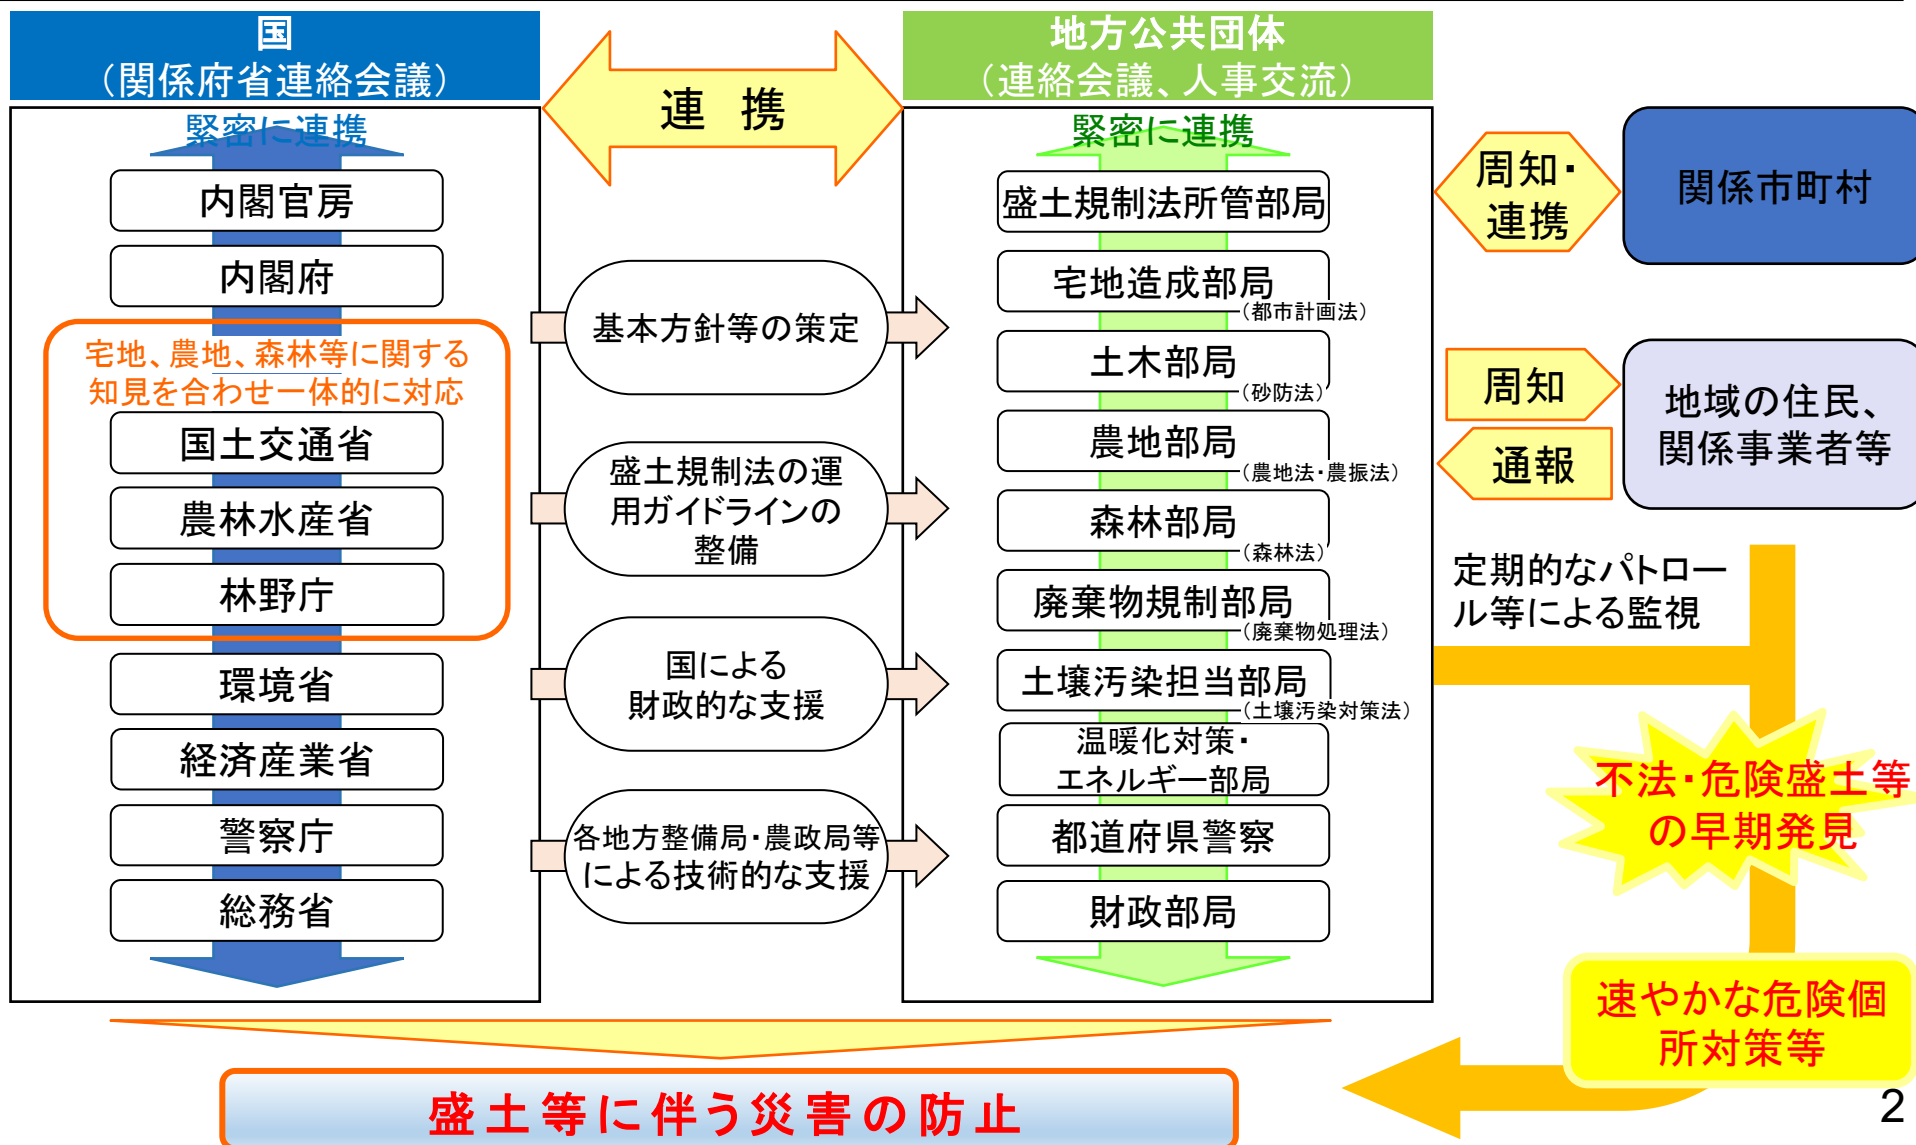 国
（関係府省連絡会議）
緊密に連携
内閣官房
内閣府
宅地、農地、森林等に関する
知見を合わせ一体的に対応
国土交通省
農林水産省
林野庁
環境省
経済産業省
警察庁
総務省
連　携
基本方針等の策定
盛土規制法の運
用ガイドラインの
整備
国による
財政的な支援
各地方整備局・農政局等
による技術的な支援
地方公共団体
（連絡会議、人事交流）
緊密に連携
盛土規制法所管部局
宅地造成部局
（都市計画法）
土木部局
（砂防法）
農地部局
（農地法・農振法）
森林部局
（森林法）
廃棄物規制部局
（廃棄物処理法）
土壌汚染担当部局
（土壌汚染対策法）
温暖化対策・
エネルギー部局
都道府県警察
財政部局
周知・
連携
関係市町村
周知
通報
地域の住民、
関係事業者等
定期的なパトロー
ル等による監視
不法・危険盛土等
の早期発見
速やかな危険個
所対策等
盛土等に伴う災害の防止
2